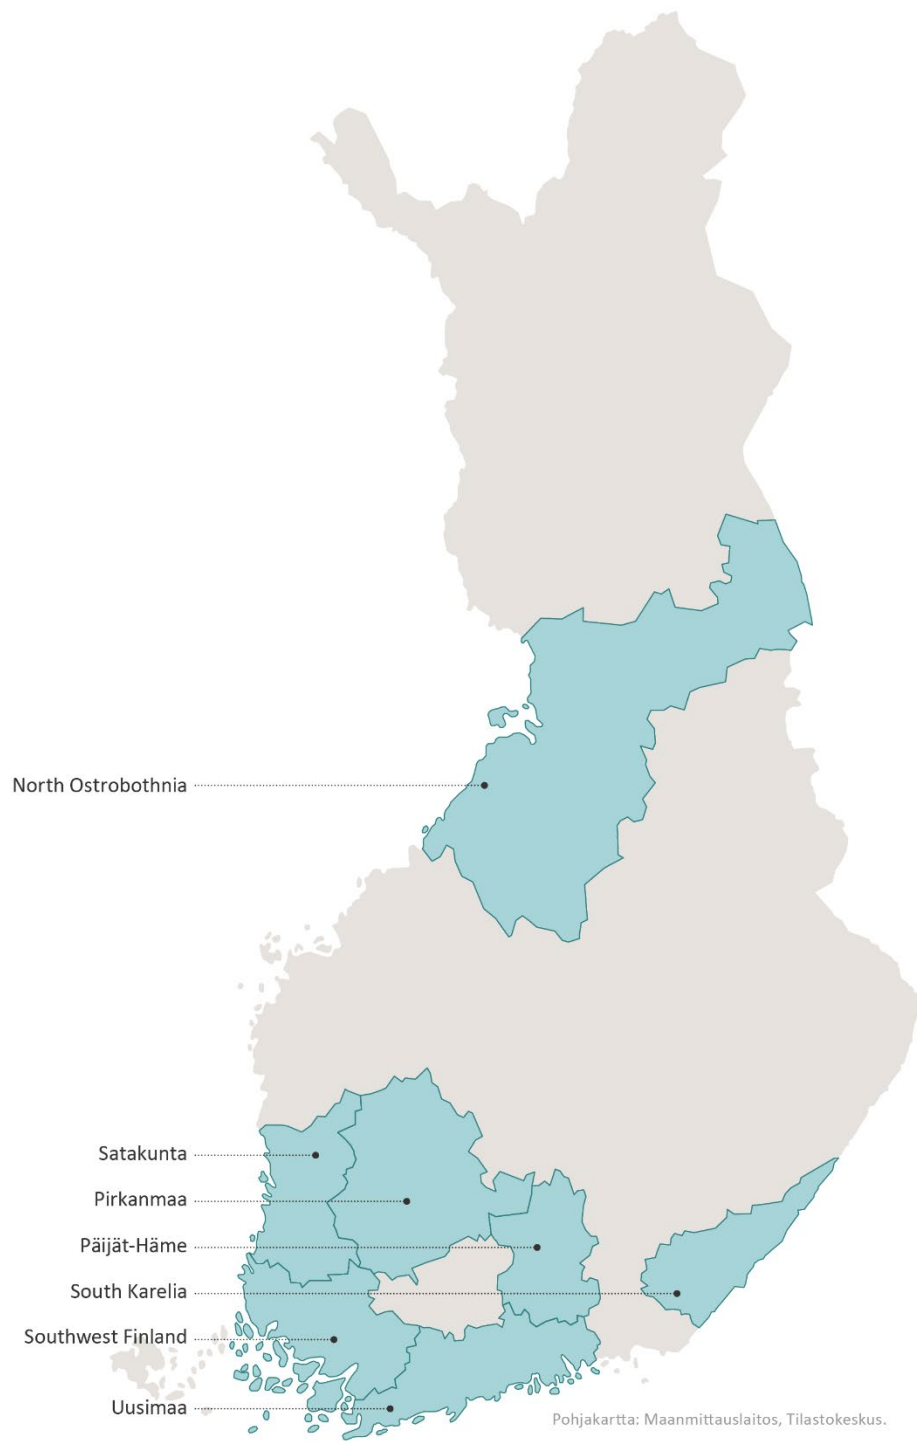 North Ostrobothnia
Satakunta
Pirkanmaa
Päijät-Häme
South Karelia
Southwest Finland
Uusimaa
Pohjakartta: Maanmittauslaitos, Tilastokeskus.